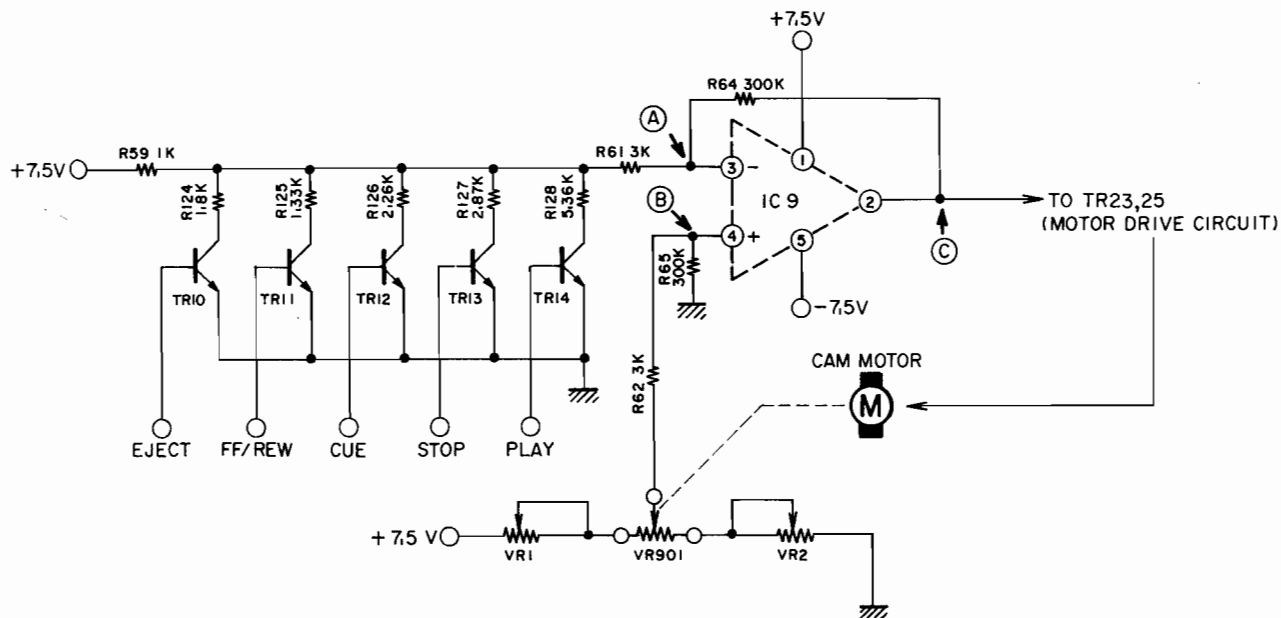 +7.5V
R64 300K
A
+7.5V
R59 1K
R61 3K
3
−
1
R124
1.8K
R125
1.33K
R126
2.26K
R127
2.87K
R128
5.36K
IC 9
2
TO TR23,25
(MOTOR DRIVE CIRCUIT)
B
4
+
5
C
R65
300K
TR10
TR11
TR12
TR13
TR14
−7.5V
CAM MOTOR
R62 3K
M
EJECT
FF/REW
CUE
STOP
PLAY
+7.5 V
VR1
VR901
VR2